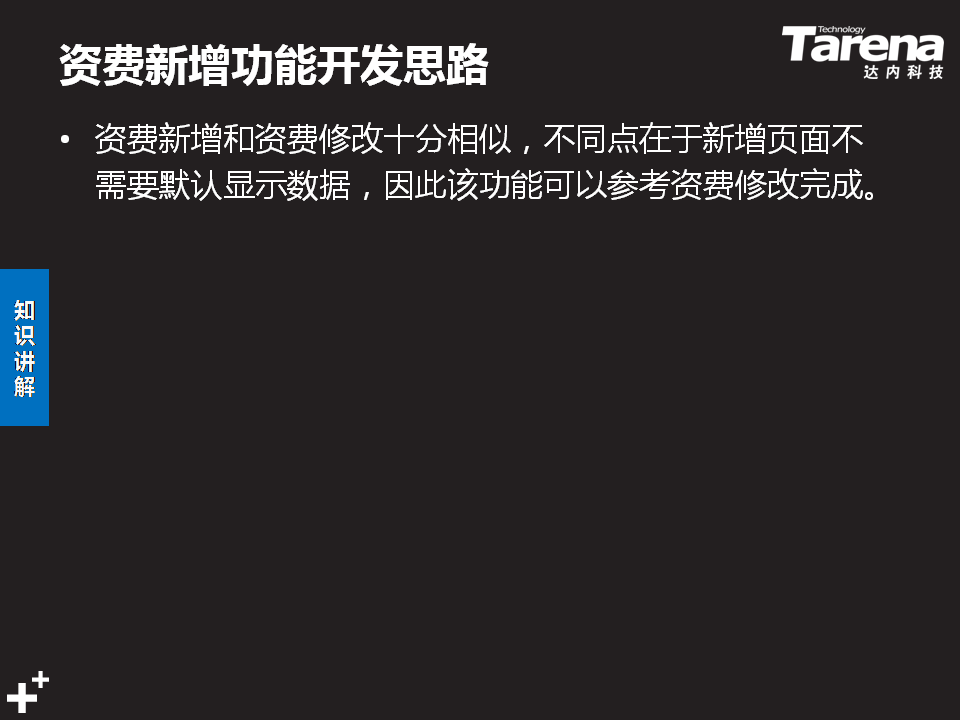 资费新增功能开发思路
Technology
Tarena
达内科技
• 资费新增和资费修改十分相似，不同点在于新增页面不
需要默认显示数据，因此该功能可以参考资费修改完成。
知
识
讲
解